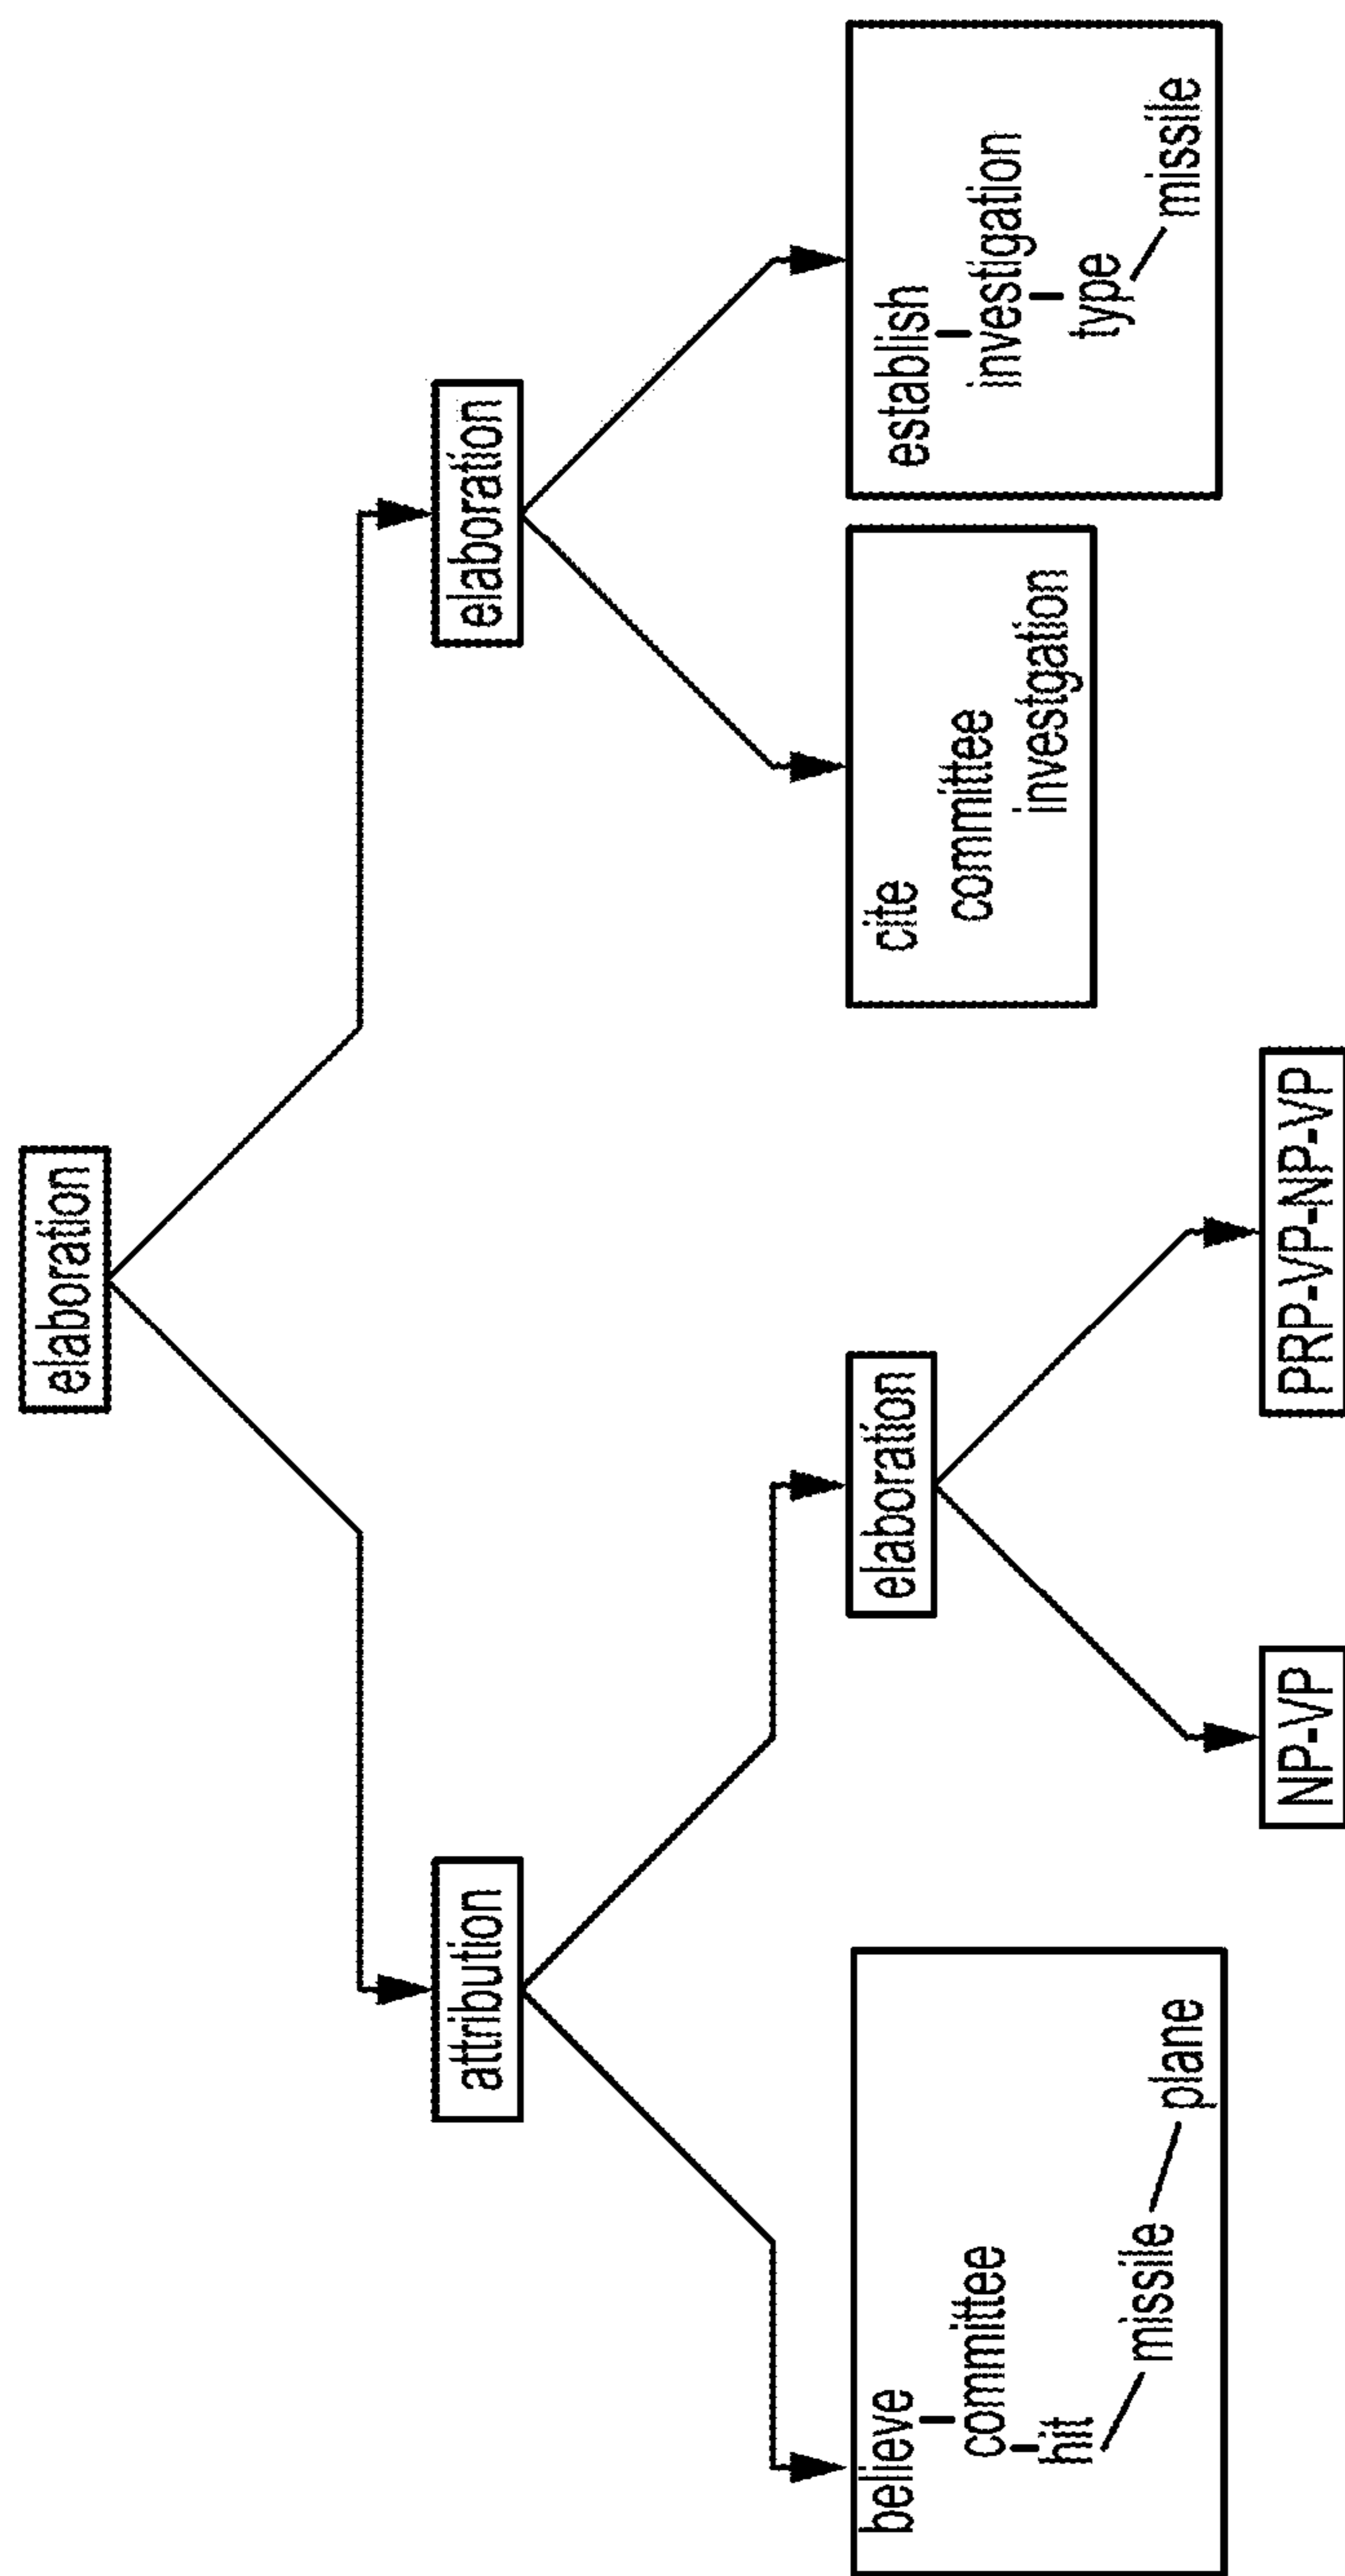 elaboration
attribution
elaboration
believe
committee
hit
missile
plane
elaboration
cite
committee
investgation
establish
investigation
type
missile
NP-VP
PRP-VP-NP-VP